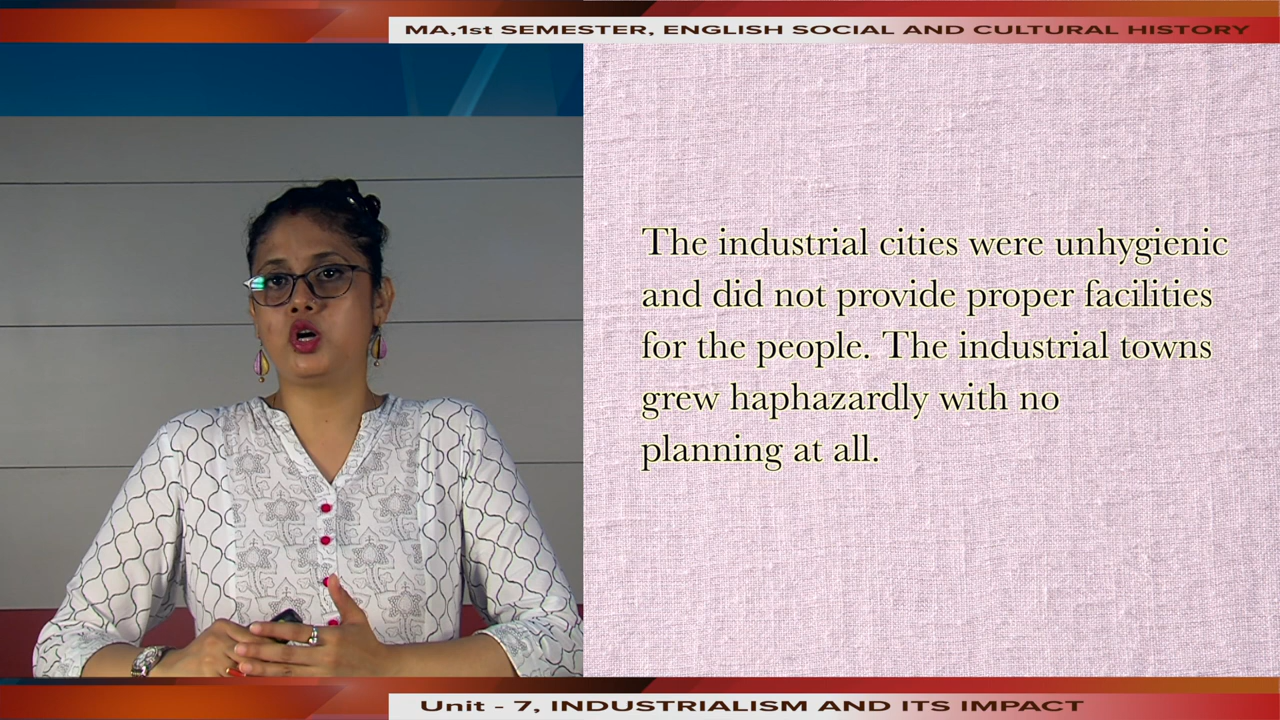 MA,1st SEMESTER, ENGLISH SOCIAL AND CULTURAL HISTORY
The industrial cities were unhygienic
and did not provide proper facilities
for the people. The industrial towns
grew haphazardly with no
planning at all.
Unit - 7, INDUSTRIALISM AND ITS IMPACT